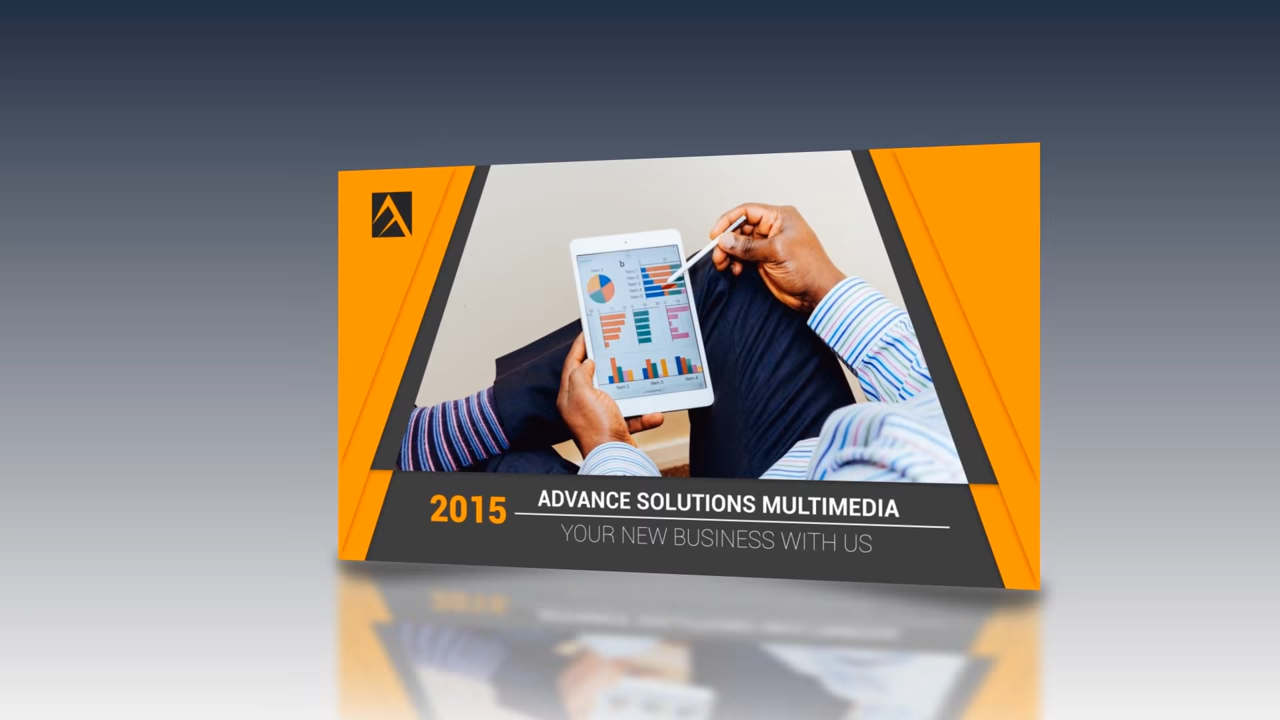 2015
ADVANCE SOLUTIONS MULTIMEDIA
YOUR NEW BUSINESS WITH US
b